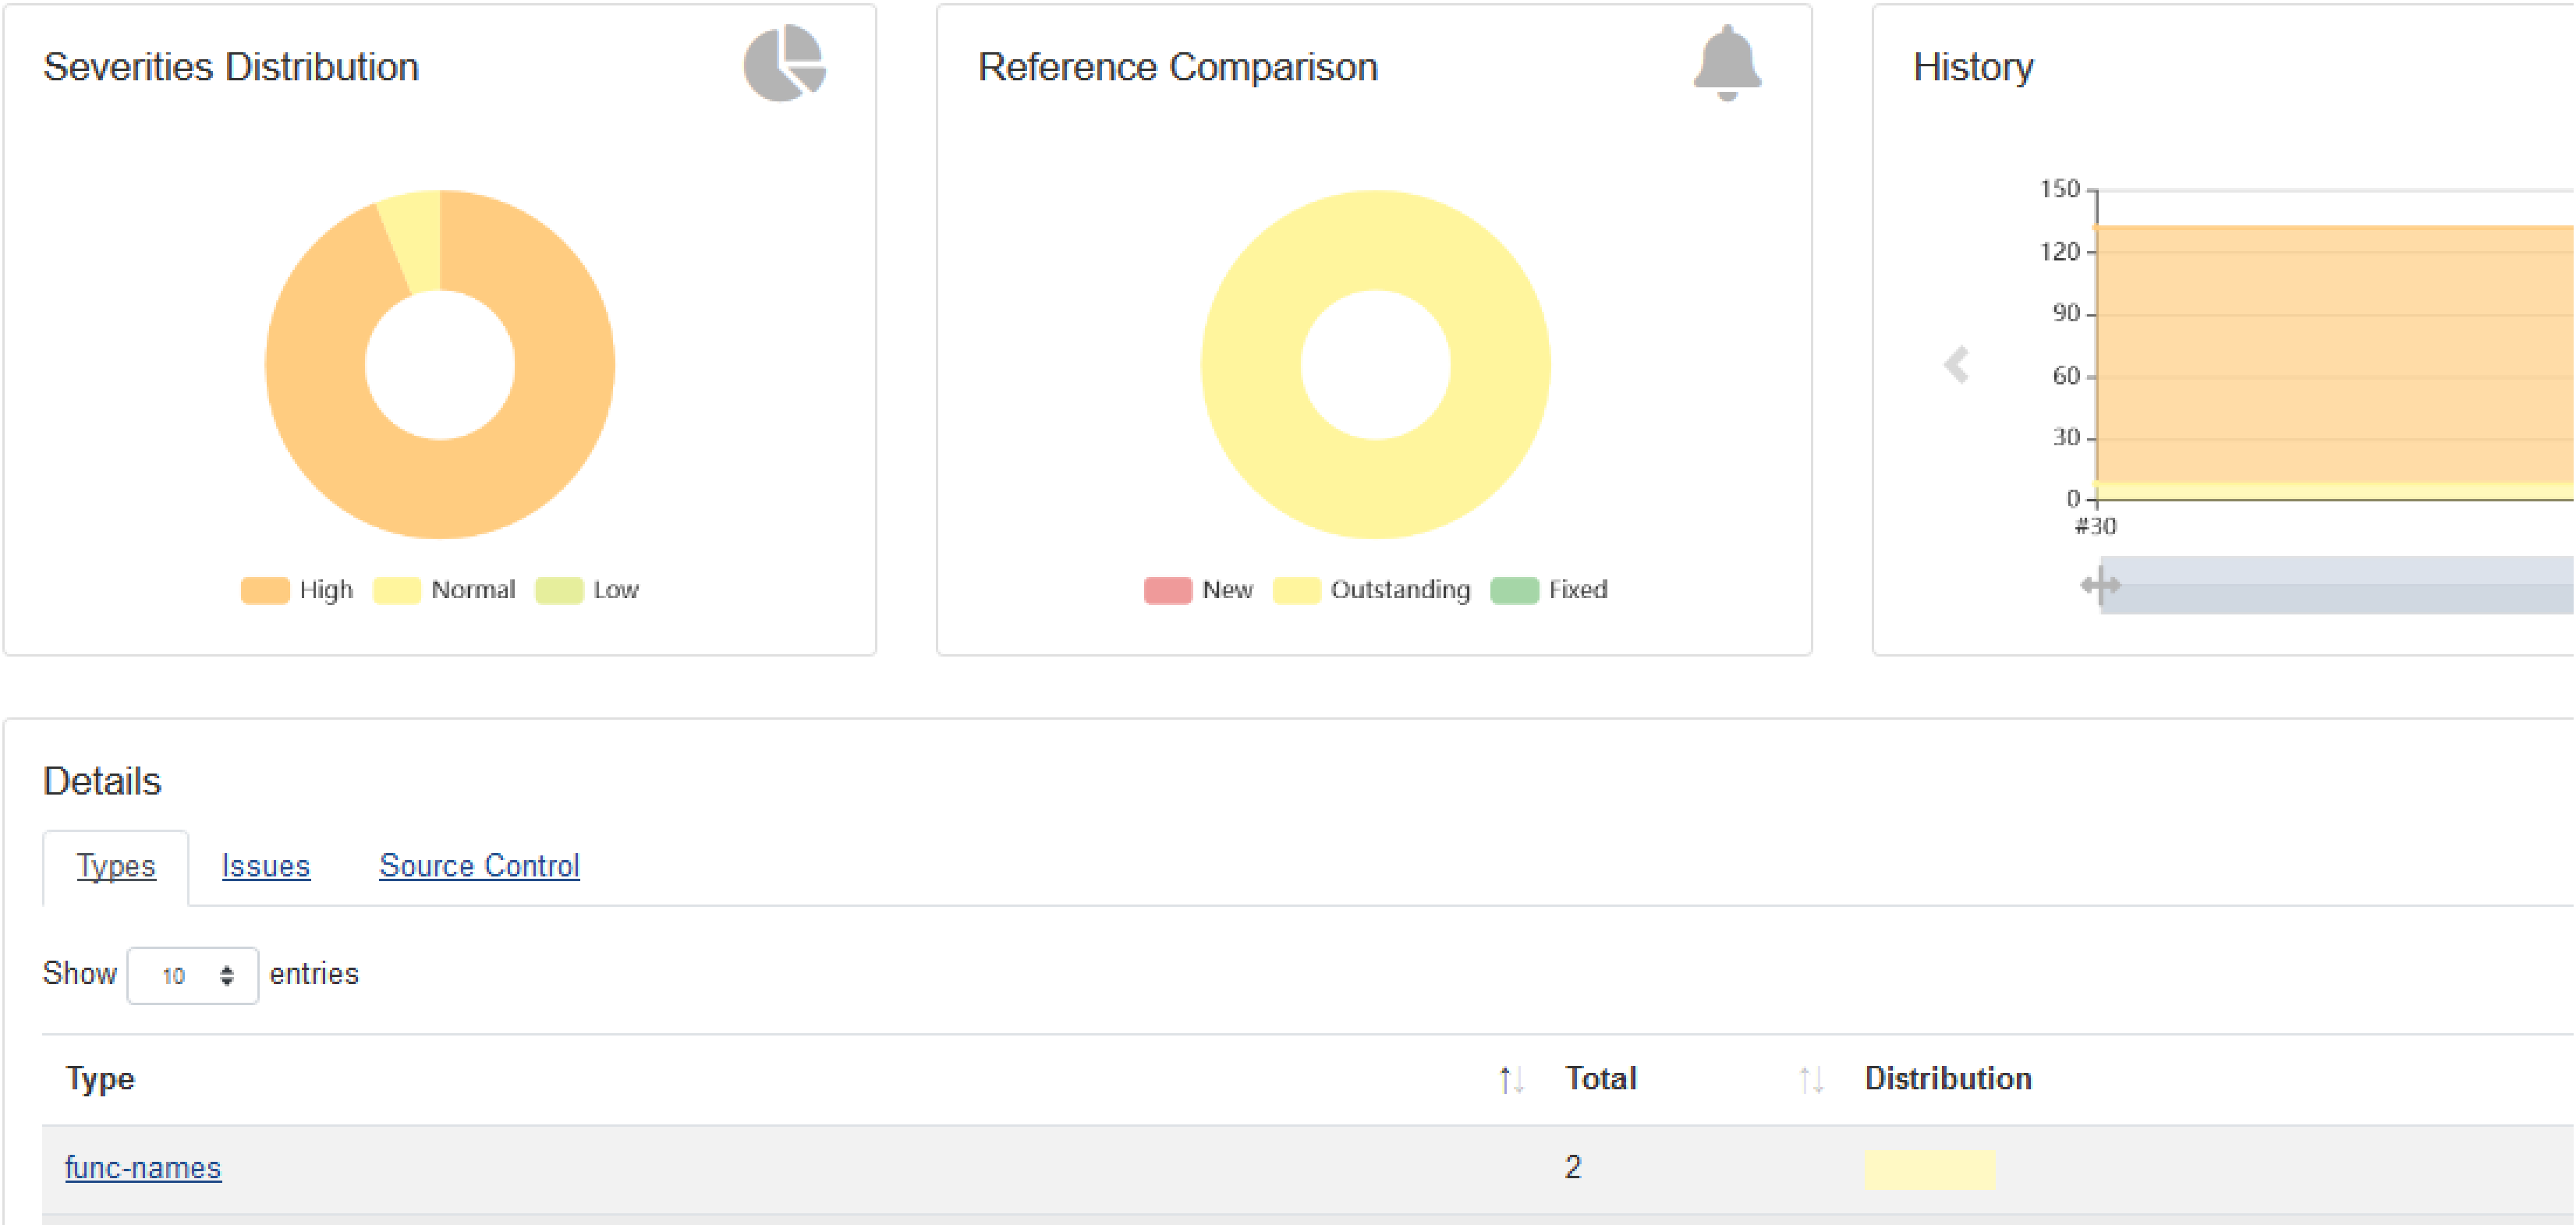 Severities Distribution
High Normal Low
Reference Comparison
New Outstanding Fixed
History
150
120
90
60
30
0
#30
Details
Types Issues Source Control
Show 10 entries
Type Total Distribution
func-names 2